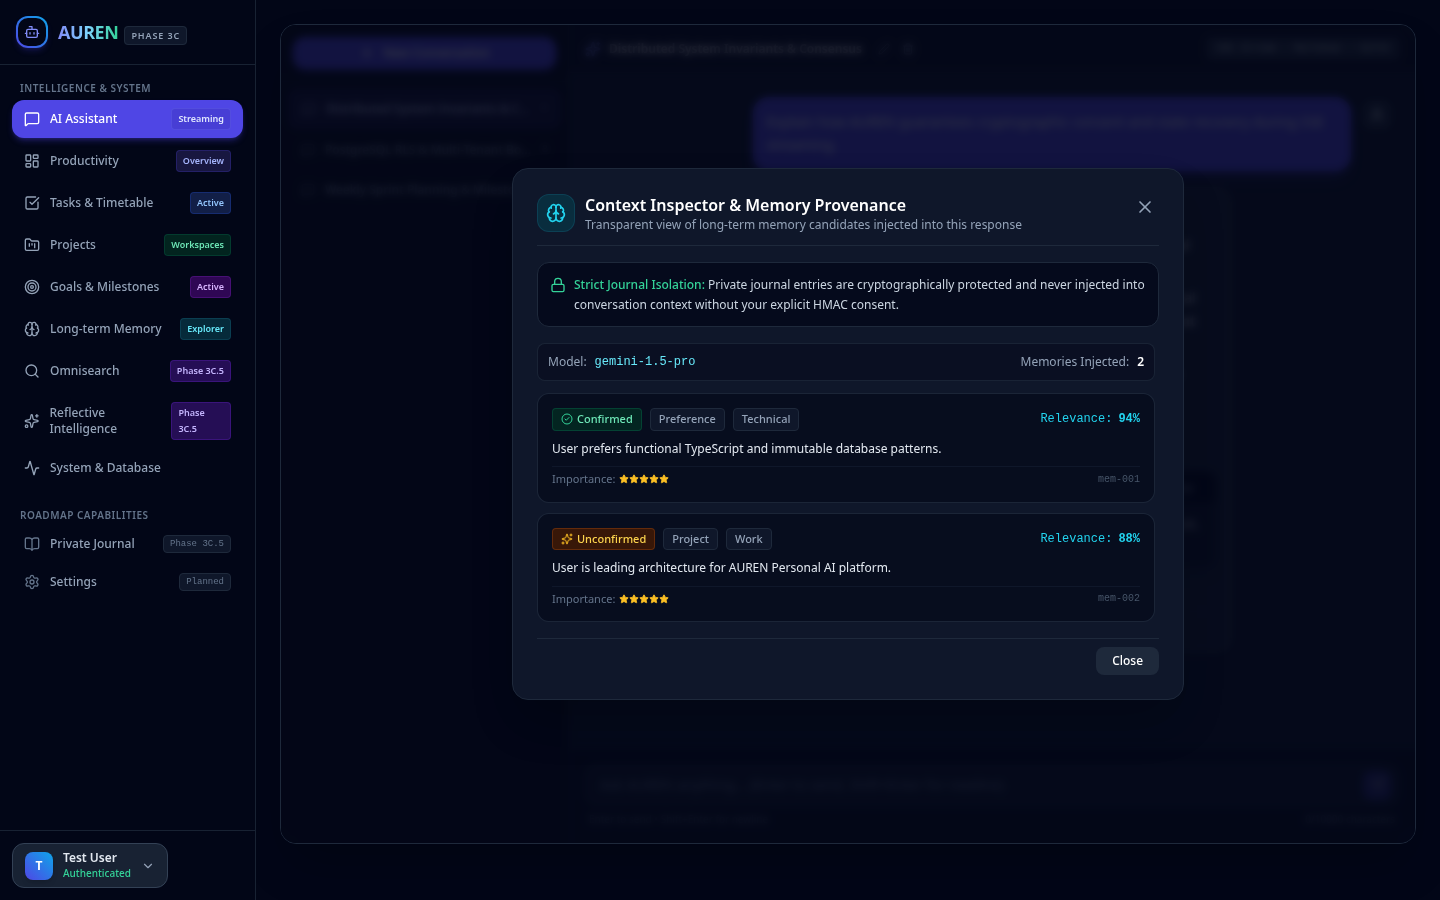 AUREN PHASE 3C
INTELLIGENCE & SYSTEM
AI Assistant Streaming
Productivity Overview
Tasks & Timetable Active
Projects Workspaces
Goals & Milestones Active
Long-term Memory Explorer
Omnisearch Phase 3C.5
Reflective Intelligence Phase 3C.5
System & Database
ROADMAP CAPABILITIES
Private Journal Phase 3C.5
Settings Planned
T Test User
Authenticated
Context Inspector & Memory Provenance
Transparent view of long-term memory candidates injected into this response
Strict Journal Isolation: Private journal entries are cryptographically protected and never injected into
conversation context without your explicit HMAC consent.
Model: gemini-1.5-pro Memories Injected: 2
Confirmed Preference Technical Relevance: 94%
User prefers functional TypeScript and immutable database patterns.
Importance: mem-001
Unconfirmed Project Work Relevance: 88%
User is leading architecture for AUREN Personal AI platform.
Importance: mem-002
Close